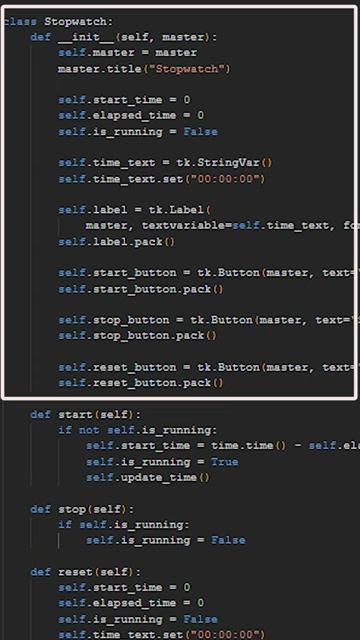 class Stopwatch:
def __init__(self, master):
self.master = master
master.title("Stopwatch")
self.start_time = 0
self.elapsed_time = 0
self.is_running = False
self.time_text = tk.StringVar()
self.time_text.set("00:00:00")
self.label = tk.Label(
master, textvariable=self.time_text,
self.label.pack()
self.start_button = tk.Button(master, text=
self.start_button.pack()
self.stop_button = tk.Button(master, text=
self.stop_button.pack()
self.reset_button = tk.Button(master, text=
self.reset_button.pack()
def start(self):
if not self.is_running:
self.start_time = time.time() - self.ela
self.is_running = True
self.update_time()
def stop(self):
if self.is_running:
self.is_running = False
def reset(self):
self.start_time = 0
self.elapsed_time = 0
self.is_running = False
self.time_text.set("00:00:00")